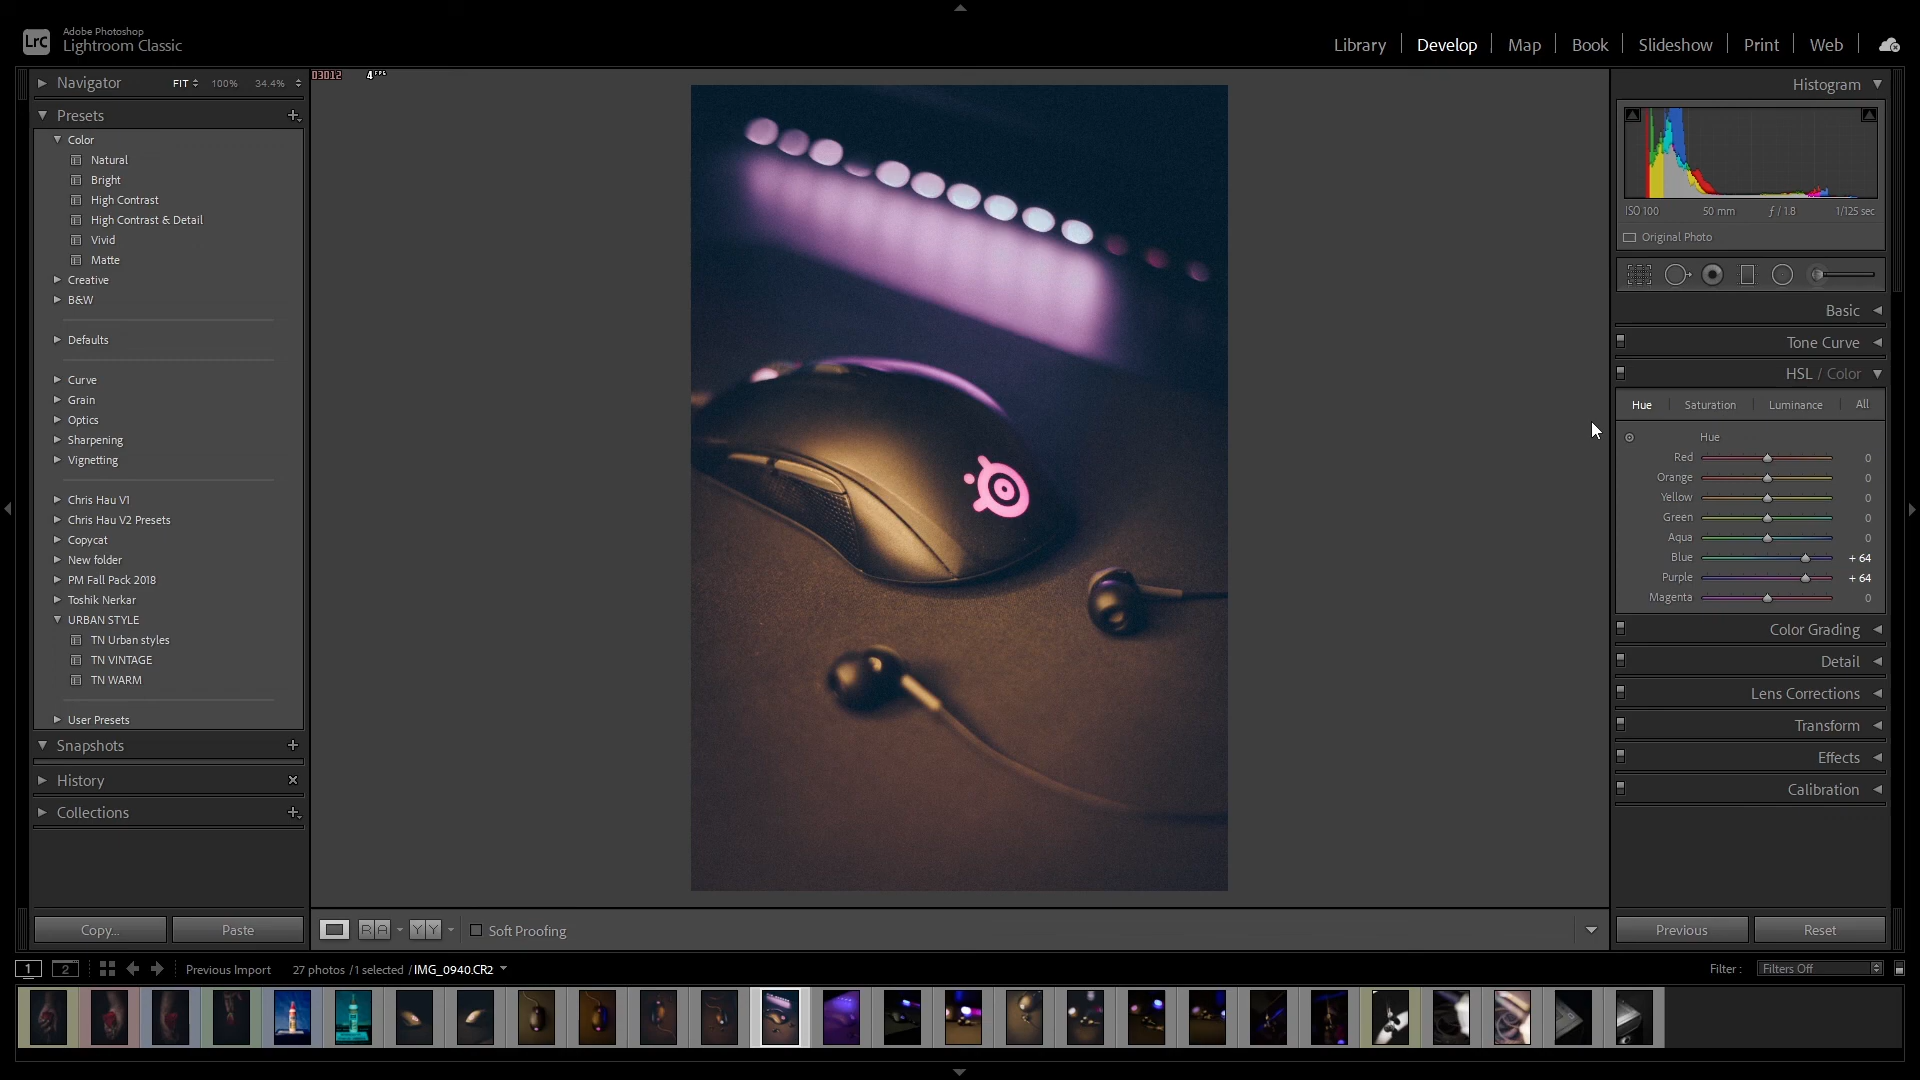 Adobe Photoshop
Lightroom Classic
LrC
Library
Develop
Map
Book
Slideshow
Print
Web
Navigator
FIT
100%
34.4%
03012
4 FPS
Presets
Color
Natural
Bright
High Contrast
High Contrast & Detail
Vivid
Matte
Creative
B&W
Defaults
Curve
Grain
Optics
Sharpening
Vignetting
Chris Hau V1
Chris Hau V2 Presets
Copycat
New folder
PM Fall Pack 2018
Toshik Nerkar
URBAN STYLE
TN Urban styles
TN VINTAGE
TN WARM
User Presets
Snapshots
History
Collections
Copy...
Paste
Soft Proofing
Histogram
ISO 100 50 mm ƒ / 1.8 1/125 sec
Original Photo
Basic
Tone Curve
HSL / Color
Hue Saturation Luminance All
Hue
Red 0
Orange 0
Yellow 0
Green 0
Aqua 0
Blue + 64
Purple + 64
Magenta 0
Color Grading
Detail
Lens Corrections
Transform
Effects
Calibration
Previous
Reset
1
2
Previous Import
27 photos / 1 selected / IMG_0940.CR2
Filter :
Filters Off